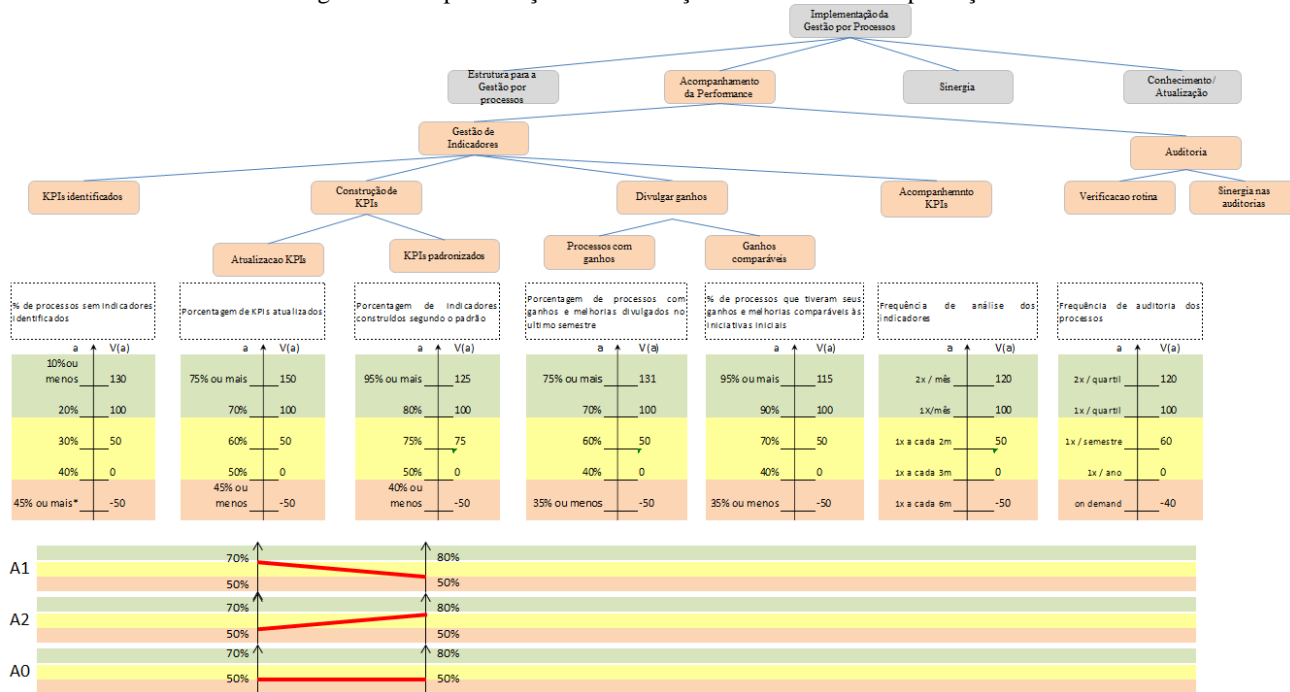 Implementação da
Gestão por Processos
Estrutura para a
Gestão por
processos
Acompanhamento
da Performance
Sinergia
Conhecimento/
Atualização
Gestão de
Indicadores
Auditoria
KPIs identificados
Construção de
KPIs
Divulgar ganhos
Acompanhemnto
KPIs
Verificacao rotina
Sinergia nas
auditorias
Atualizacao KPIs
KPIs padronizados
Processos com
ganhos
Ganhos
comparáveis
% de processos sem indicadores
identificados
Porcentagem de KPIs atualizados
Porcentagem de indicadores
construídos segundo o padrão
Porcentagem de processos com
ganhos e melhorias divulgados no
ultimo semestre
% de processos que tiveram seus
ganhos e melhorias comparáveis às
iniciativas iniciais
Frequência de análise dos
indicadores
Frequência de auditoria dos
processos
a V(a)
10%ou
menos 130
20% 100
30% 50
40% 0
45% ou mais* -50
a V(a)
75% ou mais 150
70% 100
60% 50
50% 0
45% ou
menos -50
a V(a)
95% ou mais 125
80% 100
75% 75
50% 0
40% ou
menos -50
a V(a)
75% ou mais 131
70% 100
60% 50
40% 0
35% ou menos -50
a V(a)
95% ou mais 115
90% 100
70% 50
40% 0
35% ou menos -50
a V(a)
2x / mês 120
1X/mês 100
1x a cada 2m 50
1x a cada 3m 0
1x a cada 6m -50
a V(a)
2x / quartil 120
1x / quartil 100
1x / semestre 60
1x / ano 0
on demand -40
A1
70% 80%
50% 50%
A2
70% 80%
50% 50%
A0
70% 80%
50% 50%